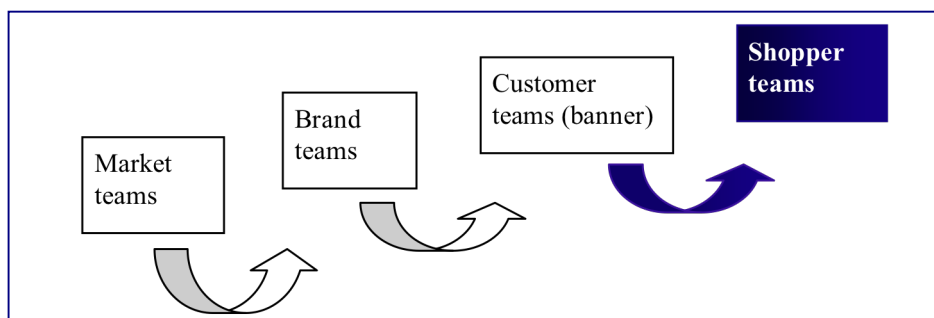 Market
teams
Brand
teams
Customer
teams (banner)
Shopper
teams